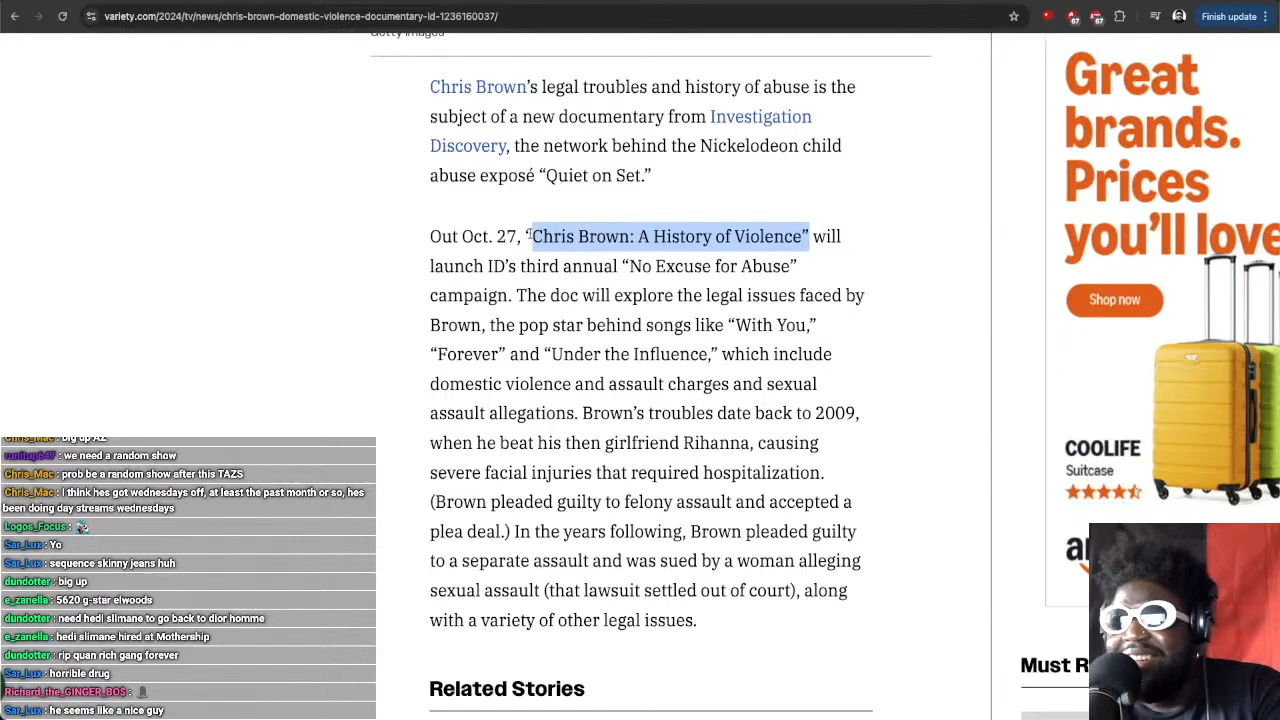 variety.com/2024/tv/news/chris-brown-domestic-violence-documentary-id-1236160037/
67
67
Finish update
Getty Images
Chris Brown's legal troubles and history of abuse is the
subject of a new documentary from Investigation
Discovery, the network behind the Nickelodeon child
abuse exposé “Quiet on Set.”
Out Oct. 27, “Chris Brown: A History of Violence” will
launch ID’s third annual “No Excuse for Abuse”
campaign. The doc will explore the legal issues faced by
Brown, the pop star behind songs like “With You,”
“Forever” and “Under the Influence,” which include
domestic violence and assault charges and sexual
assault allegations. Brown’s troubles date back to 2009,
when he beat his then girlfriend Rihanna, causing
severe facial injuries that required hospitalization.
(Brown pleaded guilty to felony assault and accepted a
plea deal.) In the years following, Brown pleaded guilty
to a separate assault and was sued by a woman alleging
sexual assault (that lawsuit settled out of court), along
with a variety of other legal issues.
Related Stories
Great
brands.
Prices
you’ll love
Shop now
COOLIFE
Suitcase
Must R
Chris_Mac : big up AZ
runitup647 : we need a random show
Chris_Mac : prob be a random show after this TAZS
Chris_Mac : I think hes got wednesdays off, at least the past month or so, hes
been doing day streams wednesdays
Logos_Focus :
Sar_Lux : Yo
Sar_Lux : sequence skinny jeans huh
dundotter : big up
e_zanella : 5620 g-star elwoods
dundotter : need hedi slimane to go back to dior homme
e_zanella : hedi slimane hired at Mothership
dundotter : rip quan rich gang forever
Sar_Lux : horrible drug
Richard_the_GINGER_BOS :
Sar_Lux : he seems like a nice guy